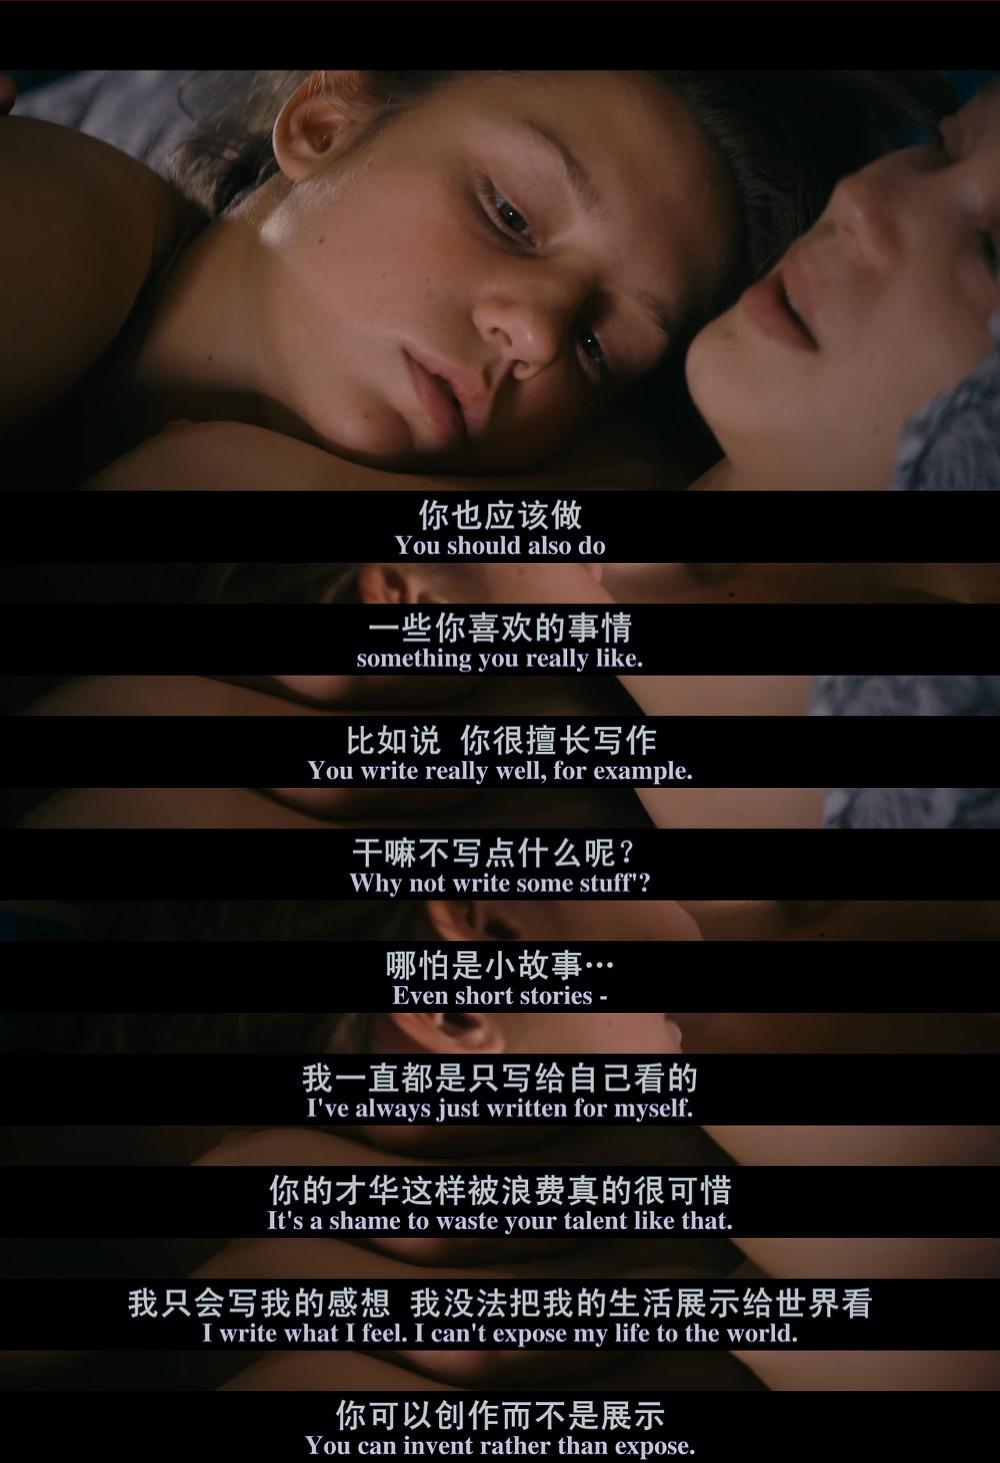 你也应该做
You should also do
一些你喜欢的事情
something you really like.
比如说 你很擅长写作
You write really well, for example.
干嘛不写点什么呢？
Why not write some stuff'?
哪怕是小故事…
Even short stories -
我一直都是只写给自己看的
I've always just written for myself.
你的才华这样被浪费真的很可惜
It's a shame to waste your talent like that.
我只会写我的感想 我没法把我的生活展示给世界看
I write what I feel. I can't expose my life to the world.
你可以创作而不是展示
You can invent rather than expose.